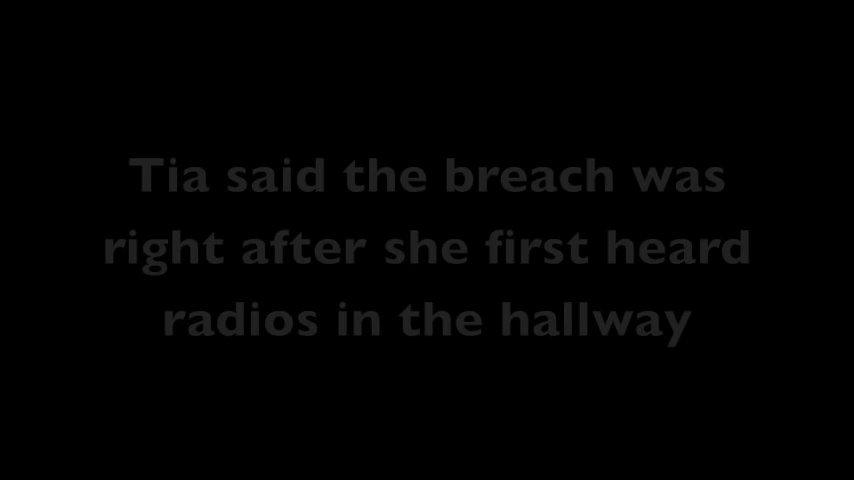 Tia said the breach was
right after she first heard
radios in the hallway